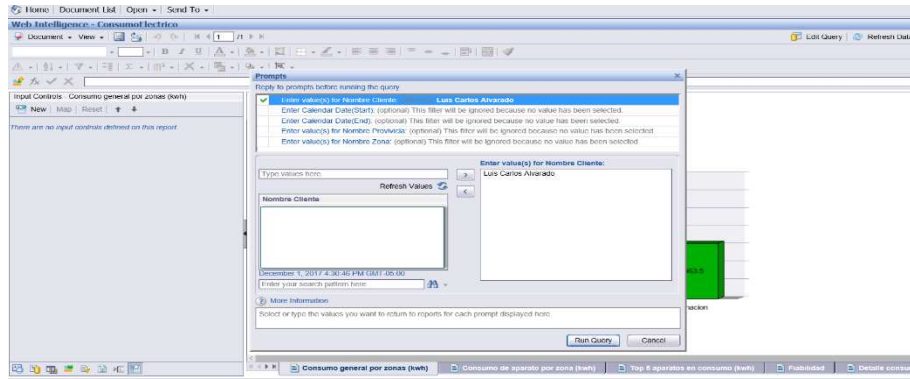 Home | Document List | Open | Send To
Web Intelligence - ConsumoElectrico
Document View 1 /1 Edit Query Refresh Data
B I U A
Input Controls - Consumo general por zonas (kwh)
New Map Reset
There are no input controls defined on this report
Prompts
Reply to prompts before running the query
Enter value(s) for Nombre Cliente: Luis Carlos Alvarado
Enter Calendar Date(Start): (optional) This filter will be ignored because no value has been selected.
Enter Calendar Date(End): (optional) This filter will be ignored because no value has been selected.
Enter value(s) for Nombre Provivicia: (optional) This filter will be ignored because no value has been selected
Enter value(s) for Nombre Zona: (optional) This filter will be ignored because no value has been selected.
Enter value(s) for Nombre Cliente:
Type values here
Luis Carlos Alvarado
Refresh Values
Nombre Cliente
December 1, 2017 4:30:46 PM GMT-05:00
Enter your search pattern here
More Information
Select or type the values you want to return to reports for each prompt displayed here
Run Query Cancel
63.5
nacion
Consumo general por zonas (kwh) Consumo de aparato por zona (kwh) Top 5 aparatos en consumo (kwh) Fiabilidad Detalle consu